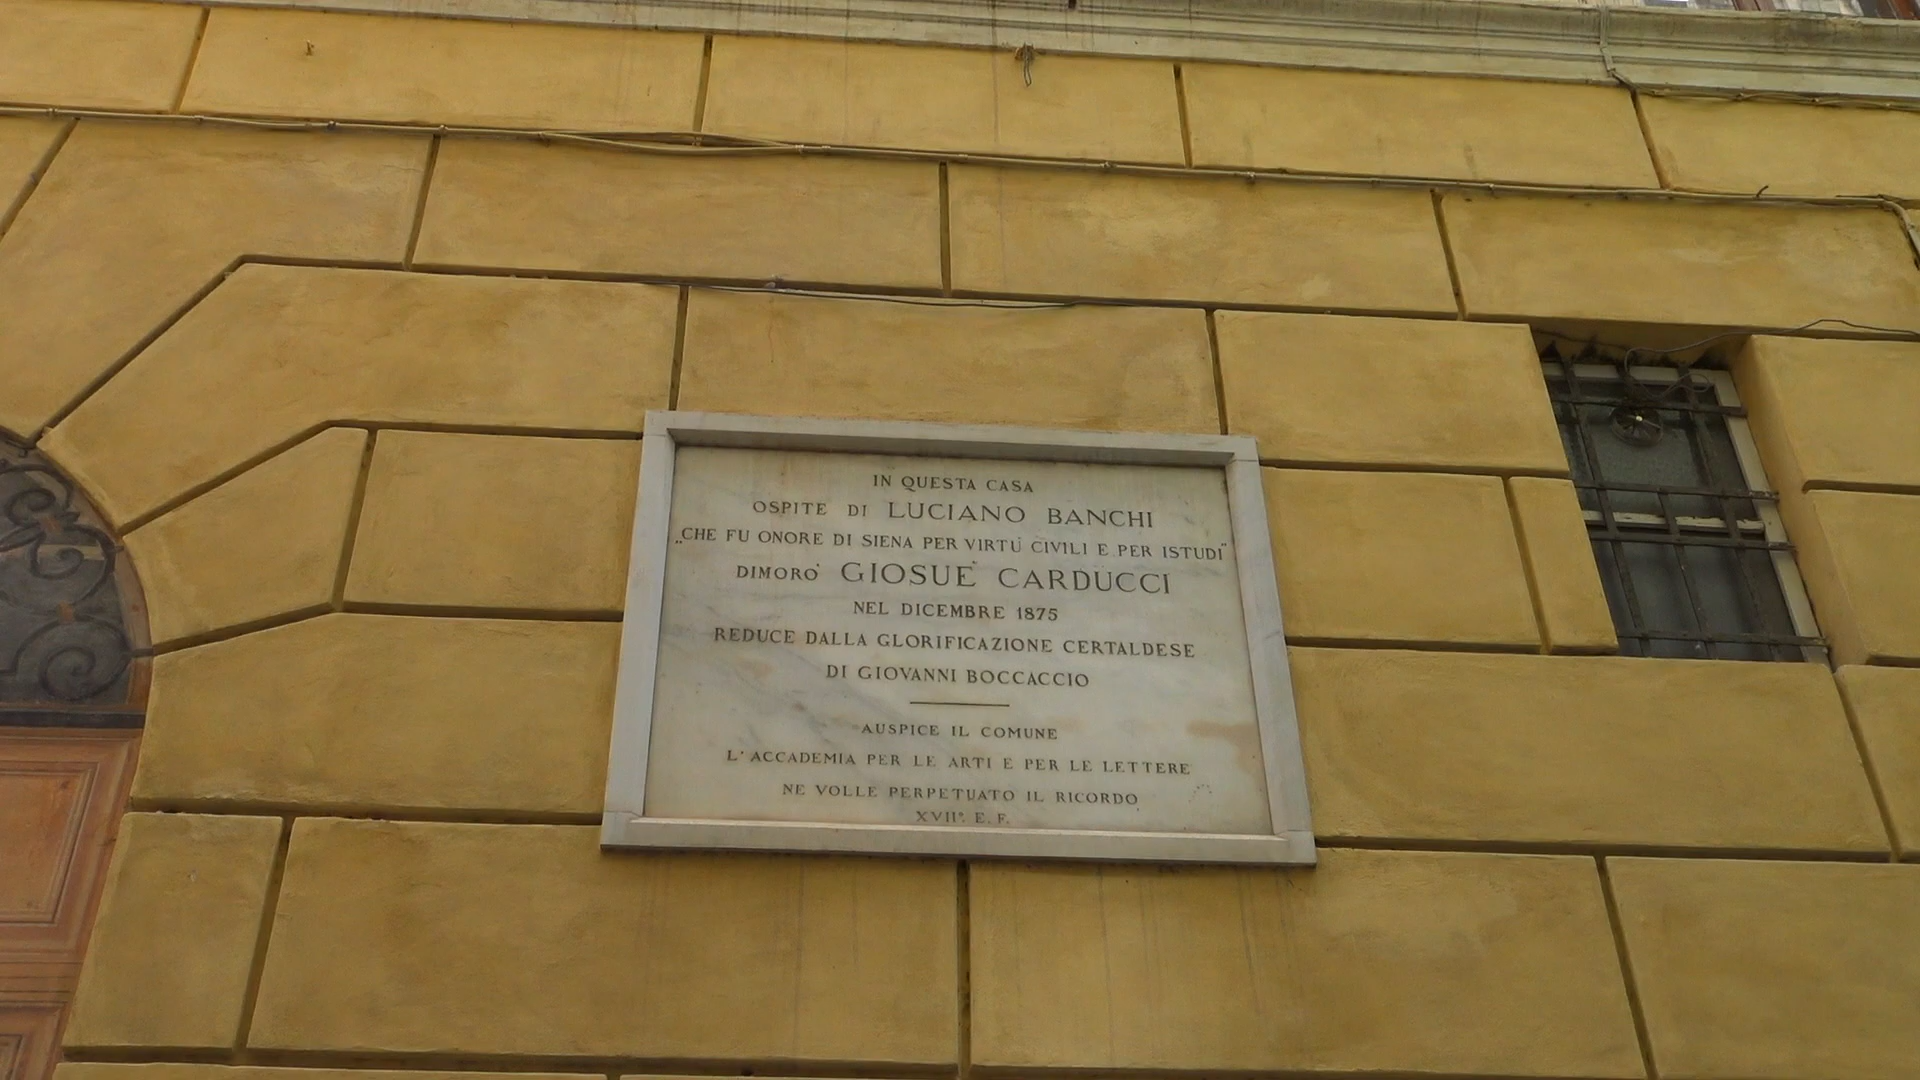 IN QUESTA CASA
OSPITE DI LUCIANO BANCHI
„CHE FU ONORE DI SIENA PER VIRTÙ CIVILI E PER ISTUDI"
DIMORO' GIOSUE' CARDUCCI
NEL DICEMBRE 1875
REDUCE DALLA GLORIFICAZIONE CERTALDESE
DI GIOVANNI BOCCACCIO
AUSPICE IL COMUNE
L'ACCADEMIA PER LE ARTI E PER LE LETTERE
NE VOLLE PERPETUATO IL RICORDO
XVII°. E. F.